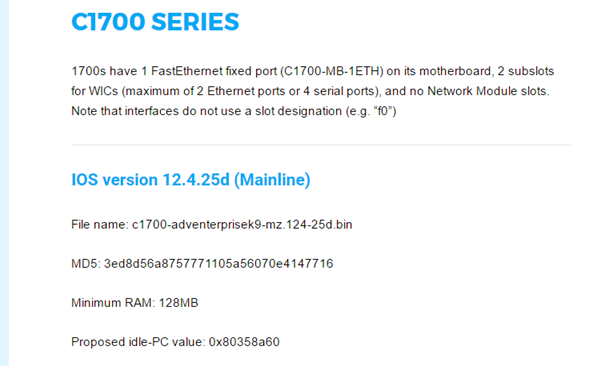 C1700 SERIES
1700s have 1 FastEthernet fixed port (C1700-MB-1ETH) on its motherboard, 2 subslots
for WICs (maximum of 2 Ethernet ports or 4 serial ports), and no Network Module slots.
Note that interfaces do not use a slot designation (e.g. “f0”)
IOS version 12.4.25d (Mainline)
File name: c1700-adventerprisek9-mz.124-25d.bin
MD5: 3ed8d56a8757771105a56070e4147716
Minimum RAM: 128MB
Proposed idle-PC value: 0x80358a60